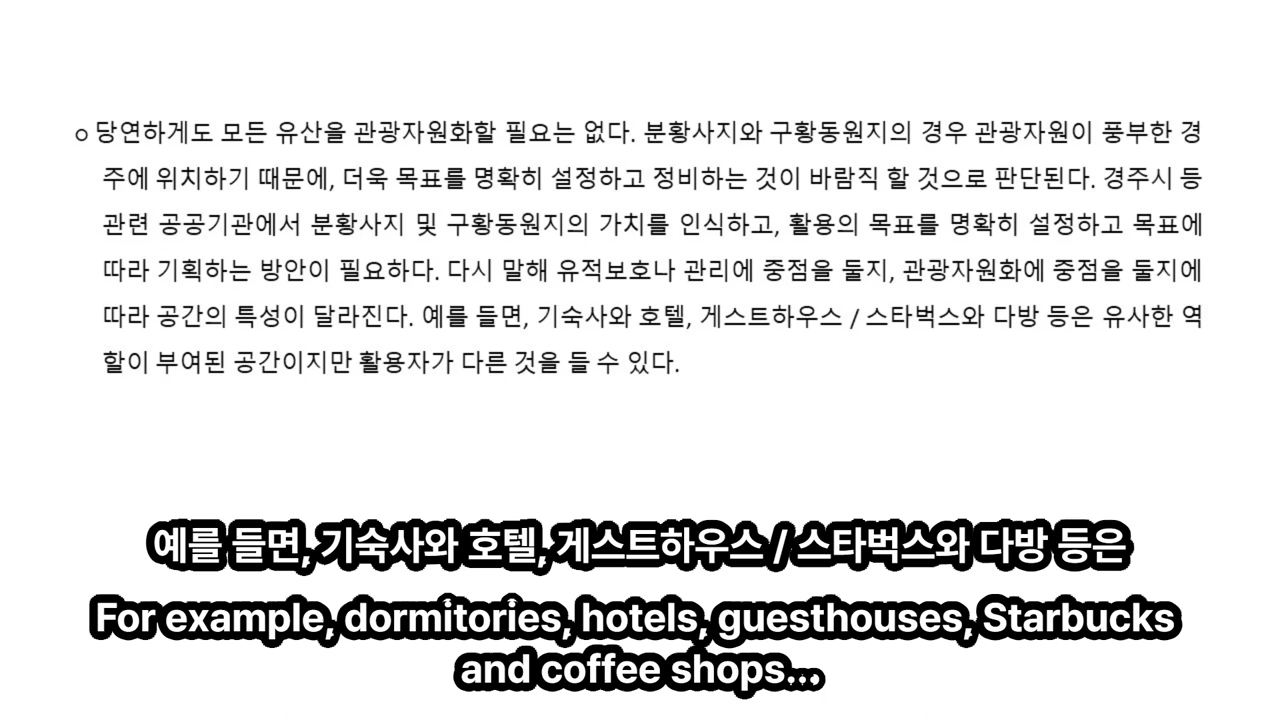 o 당연하게도 모든 유산을 관광자원화할 필요는 없다. 분황사지와 구황동원지의 경우 관광자원이 풍부한 경
주에 위치하기 때문에, 더욱 목표를 명확히 설정하고 정비하는 것이 바람직 할 것으로 판단된다. 경주시 등
관련 공공기관에서 분황사지 및 구황동원지의 가치를 인식하고, 활용의 목표를 명확히 설정하고 목표에
따라 기획하는 방안이 필요하다. 다시 말해 유적보호나 관리에 중점을 둘지, 관광자원화에 중점을 둘지에
따라 공간의 특성이 달라진다. 예를 들면, 기숙사와 호텔, 게스트하우스 / 스타벅스와 다방 등은 유사한 역
할이 부여된 공간이지만 활용자가 다른 것을 들 수 있다.
예를 들면, 기숙사와 호텔, 게스트하우스 / 스타벅스와 다방 등은
For example, dormitories, hotels, guesthouses, Starbucks
and coffee shops...